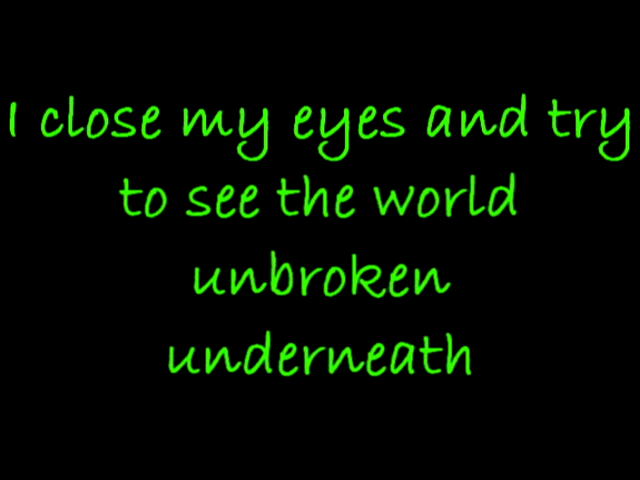 I close my eyes and try
to see the world
unbroken
underneath